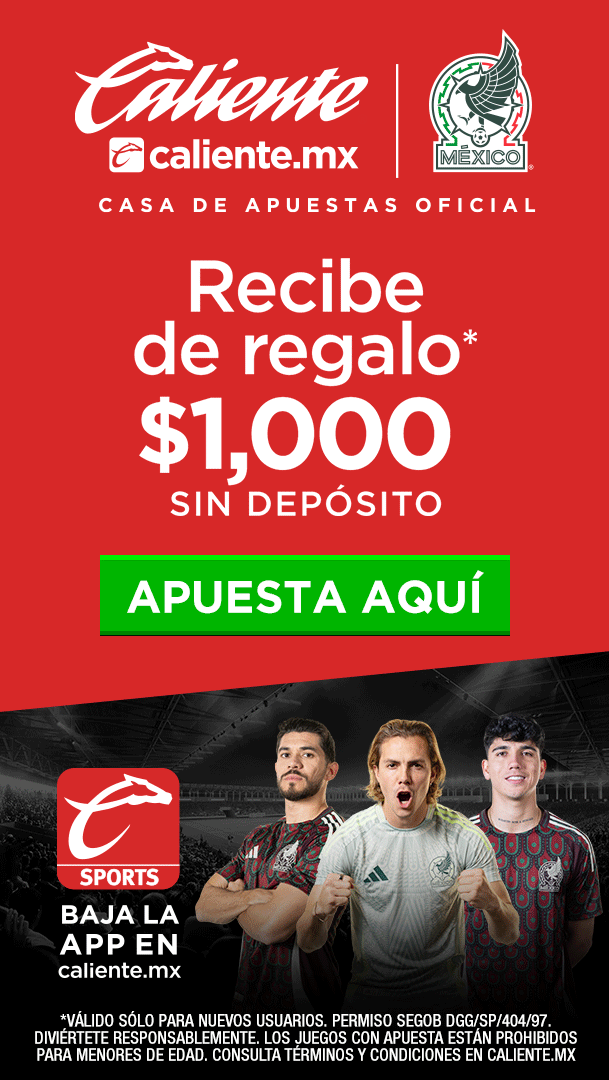 Caliente
caliente.mx
MÉXICO
CASA DE APUESTAS OFICIAL
Recibe
de regalo*
$1,000
SIN DEPÓSITO
APUESTA AQUÍ
SPORTS
BAJA LA
APP EN
caliente.mx
*VÁLIDO SÓLO PARA NUEVOS USUARIOS. PERMISO SEGOB DGG/SP/404/97.
DIVIÉRTETE RESPONSABLEMENTE. LOS JUEGOS CON APUESTA ESTÁN PROHIBIDOS
PARA MENORES DE EDAD. CONSULTA TÉRMINOS Y CONDICIONES EN CALIENTE.MX